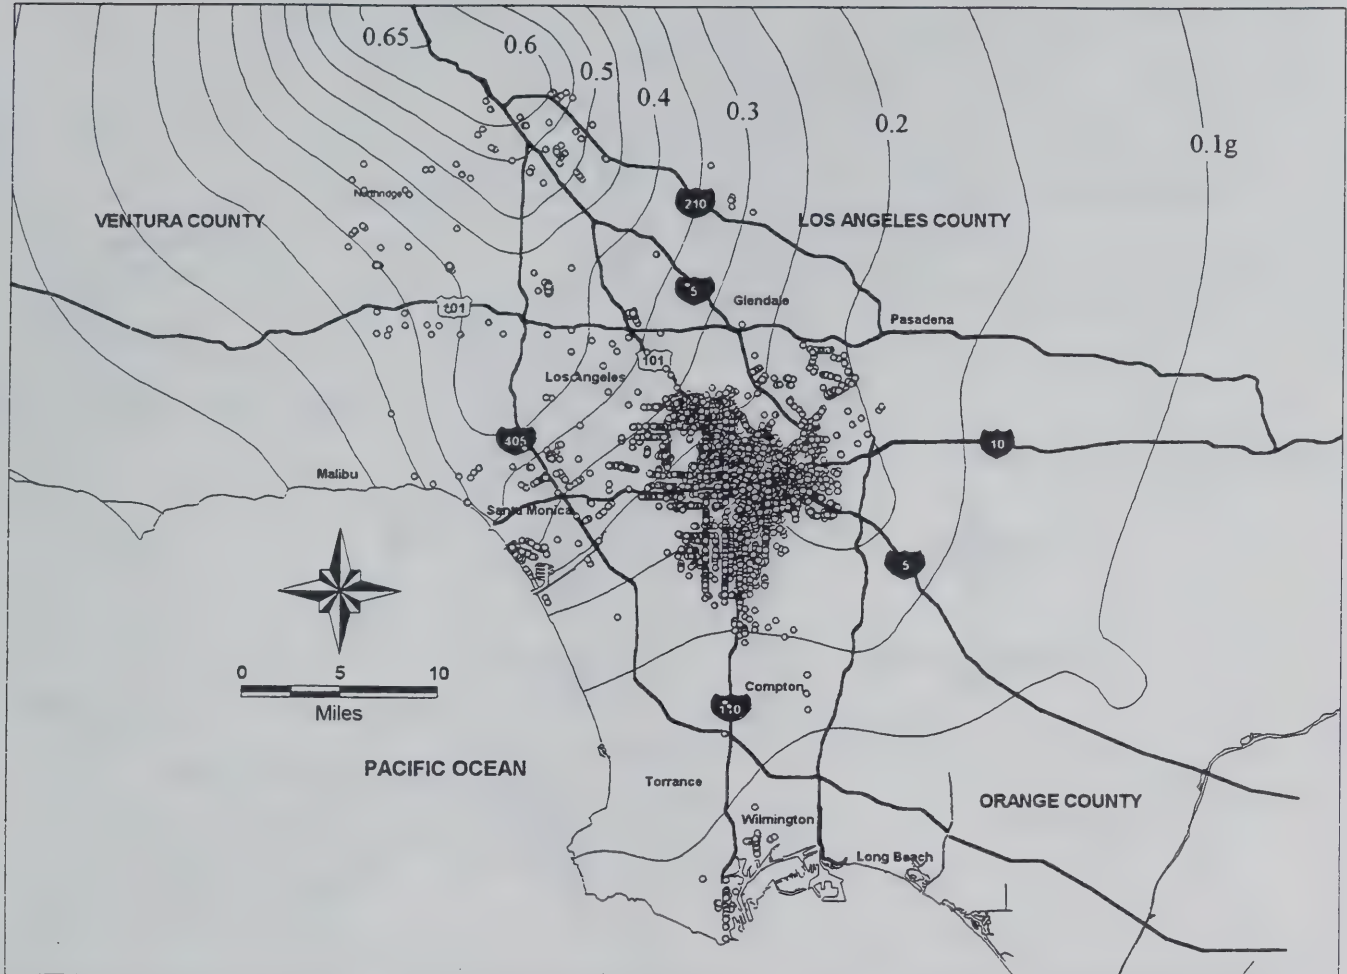 0.65
0.6
0.5
0.4
0.3
0.2
0.1g
Northridge
VENTURA COUNTY
210
LOS ANGELES COUNTY
5
Glendale
101
Pasadena
101
Los Angeles
405
10
Malibu
Santa Monica
5
0 5 10
Miles
Compton
110
PACIFIC OCEAN
Torrance
ORANGE COUNTY
Wilmington
Long Beach